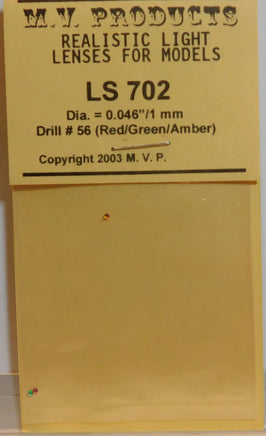 M.V. PRODUCTS
REALISTIC LIGHT
LENSES FOR MODELS
LS 702
Dia. = 0.046"/1 mm
Drill # 56 (Red/Green/Amber)
Copyright 2003 M. V. P.